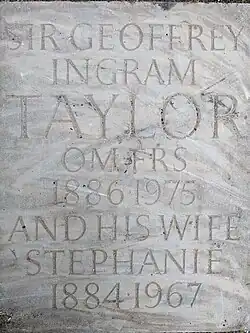 SIR GEOFFREY
INGRAM
TAYLOR
OM FRS
1886·1975
AND HIS WIFE
STEPHANIE
1884·1967